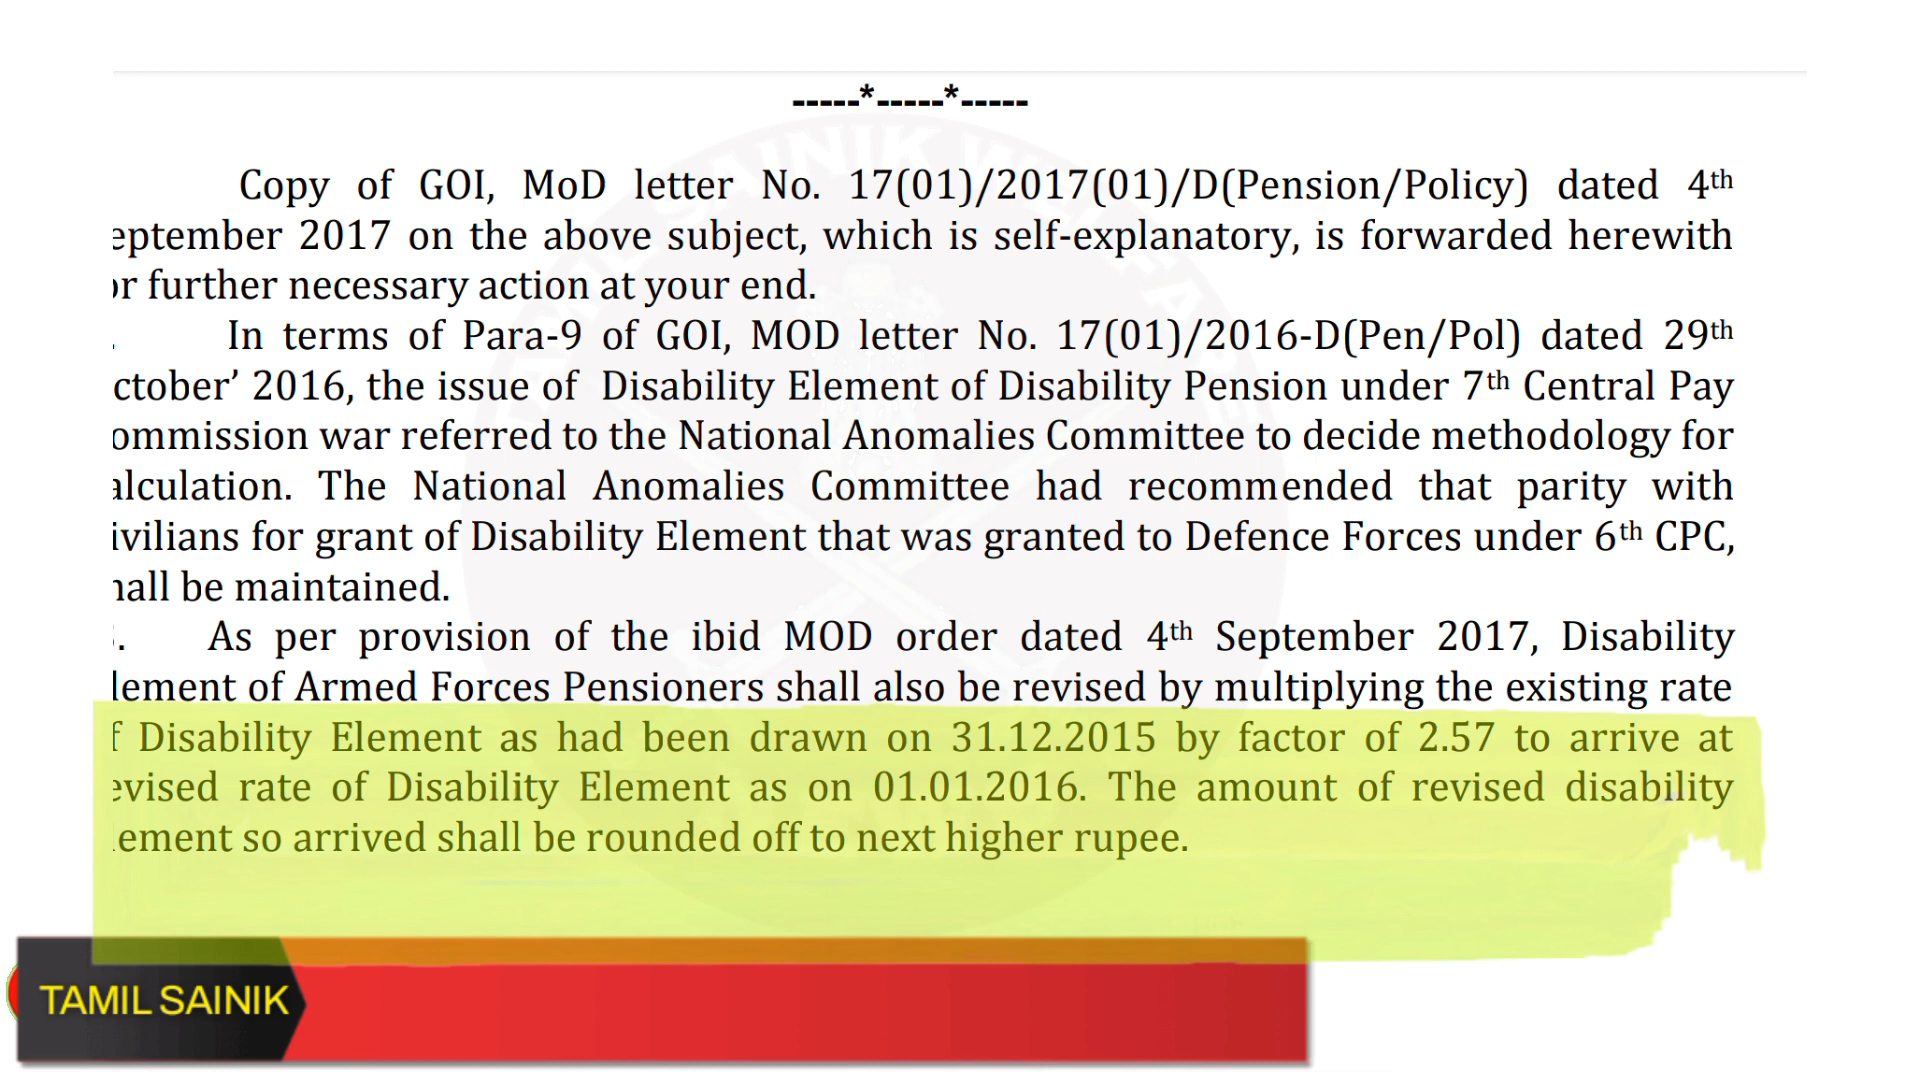 -----*-----*-----
Copy of GOI, MoD letter No. 17(01)/2017(01)/D(Pension/Policy) dated 4th
eptember 2017 on the above subject, which is self-explanatory, is forwarded herewith
or further necessary action at your end.
. In terms of Para-9 of GOI, MOD letter No. 17(01)/2016-D(Pen/Pol) dated 29th
ctober’ 2016, the issue of Disability Element of Disability Pension under 7th Central Pay
ommission war referred to the National Anomalies Committee to decide methodology for
alculation. The National Anomalies Committee had recommended that parity with
ivilians for grant of Disability Element that was granted to Defence Forces under 6th CPC,
hall be maintained.
. As per provision of the ibid MOD order dated 4th September 2017, Disability
lement of Armed Forces Pensioners shall also be revised by multiplying the existing rate
f Disability Element as had been drawn on 31.12.2015 by factor of 2.57 to arrive at
evised rate of Disability Element as on 01.01.2016. The amount of revised disability
lement so arrived shall be rounded off to next higher rupee.
TAMIL SAINIK